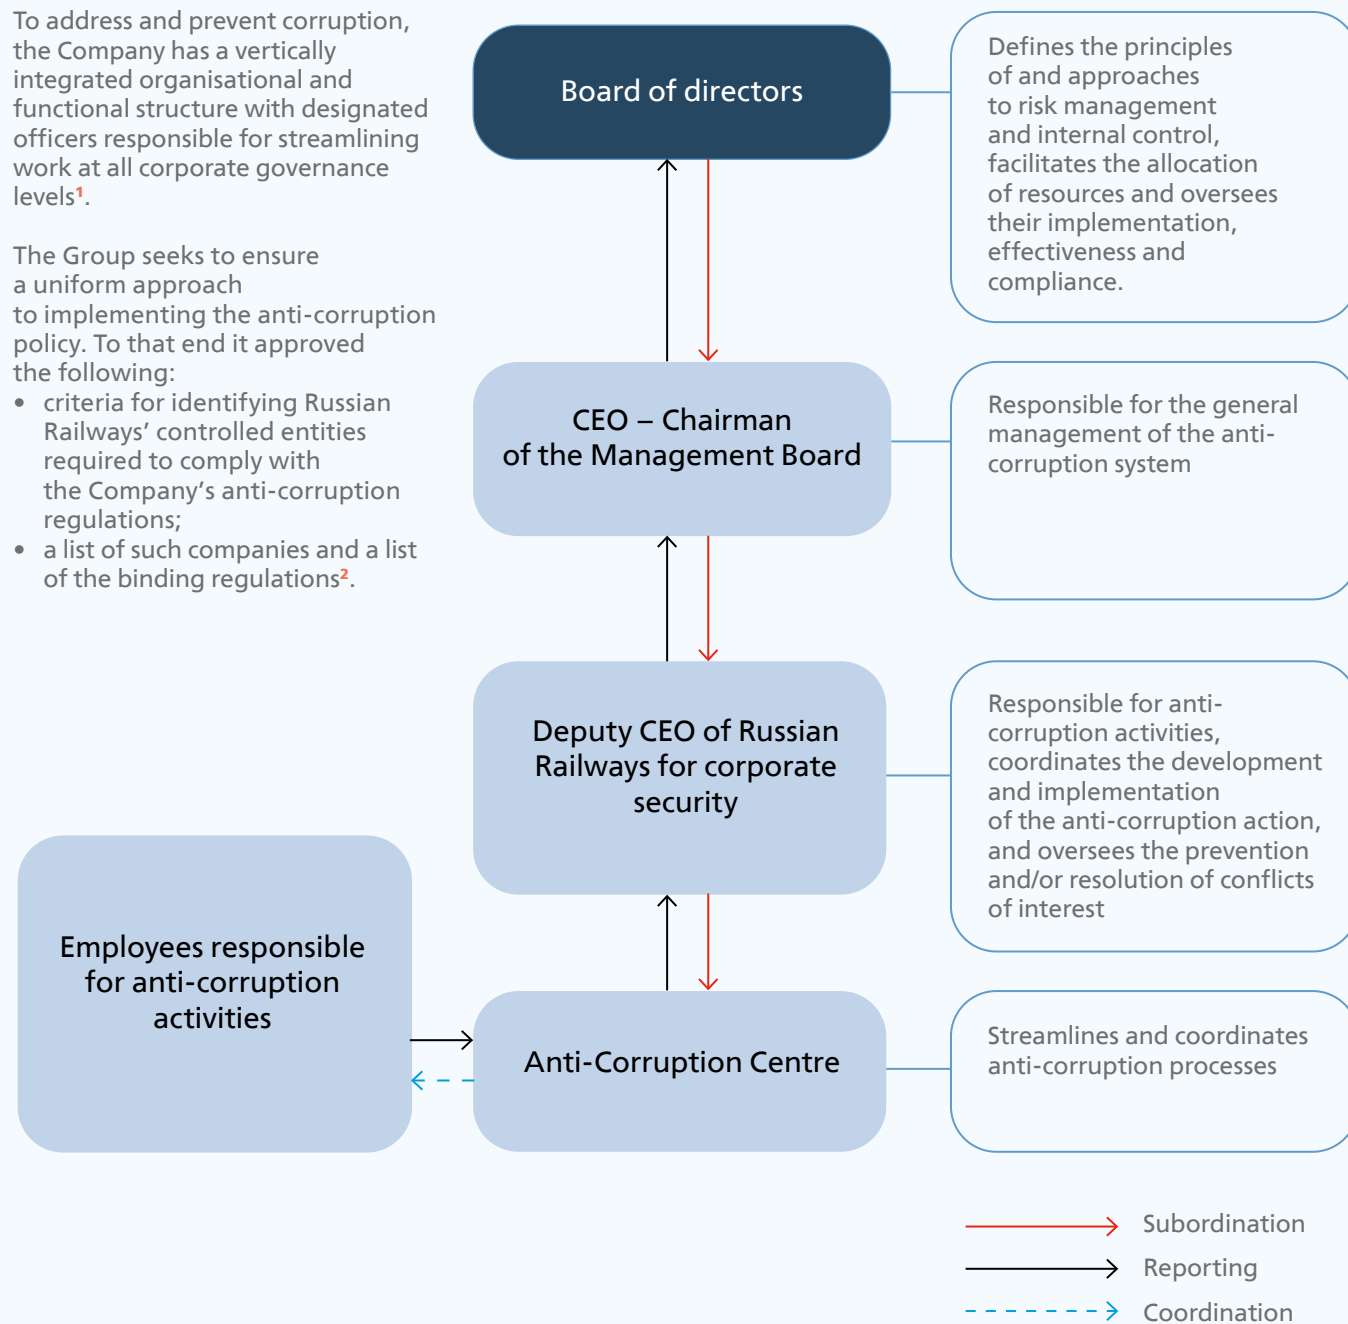 To address and prevent corruption,
the Company has a vertically
integrated organisational and
functional structure with designated
officers responsible for streamlining
work at all corporate governance
levels¹.
The Group seeks to ensure
a uniform approach
to implementing the anti-corruption
policy. To that end it approved
the following:
• criteria for identifying Russian
Railways’ controlled entities
required to comply with
the Company’s anti-corruption
regulations;
• a list of such companies and a list
of the binding regulations².
Board of directors
Defines the principles
of and approaches
to risk management
and internal control,
facilitates the allocation
of resources and oversees
their implementation,
effectiveness and
compliance.
CEO – Chairman
of the Management Board
Responsible for the general
management of the anti-
corruption system
Deputy CEO of Russian
Railways for corporate
security
Responsible for anti-
corruption activities,
coordinates the development
and implementation
of the anti-corruption action,
and oversees the prevention
and/or resolution of conflicts
of interest
Employees responsible
for anti-corruption
activities
Anti-Corruption Centre
Streamlines and coordinates
anti-corruption processes
Subordination
Reporting
Coordination